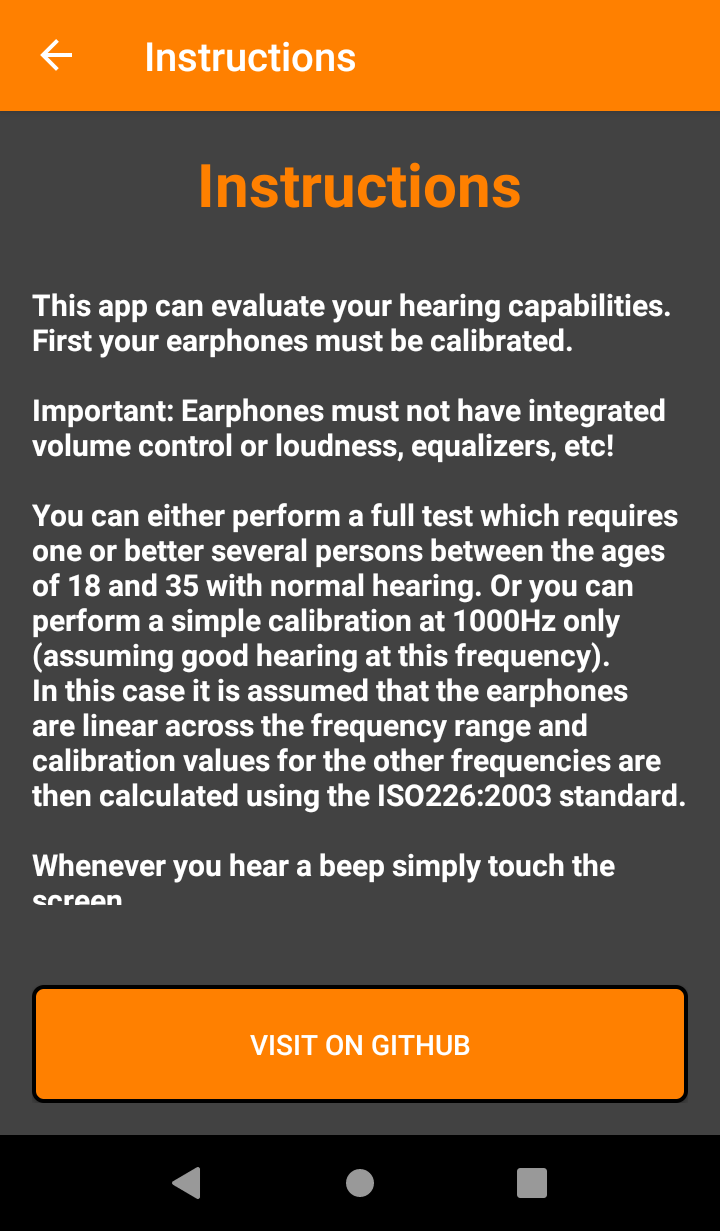 Instructions
Instructions
This app can evaluate your hearing capabilities.
First your earphones must be calibrated.
Important: Earphones must not have integrated
volume control or loudness, equalizers, etc!
You can either perform a full test which requires
one or better several persons between the ages
of 18 and 35 with normal hearing. Or you can
perform a simple calibration at 1000Hz only
(assuming good hearing at this frequency).
In this case it is assumed that the earphones
are linear across the frequency range and
calibration values for the other frequencies are
then calculated using the ISO226:2003 standard.
Whenever you hear a beep simply touch the
screen
VISIT ON GITHUB